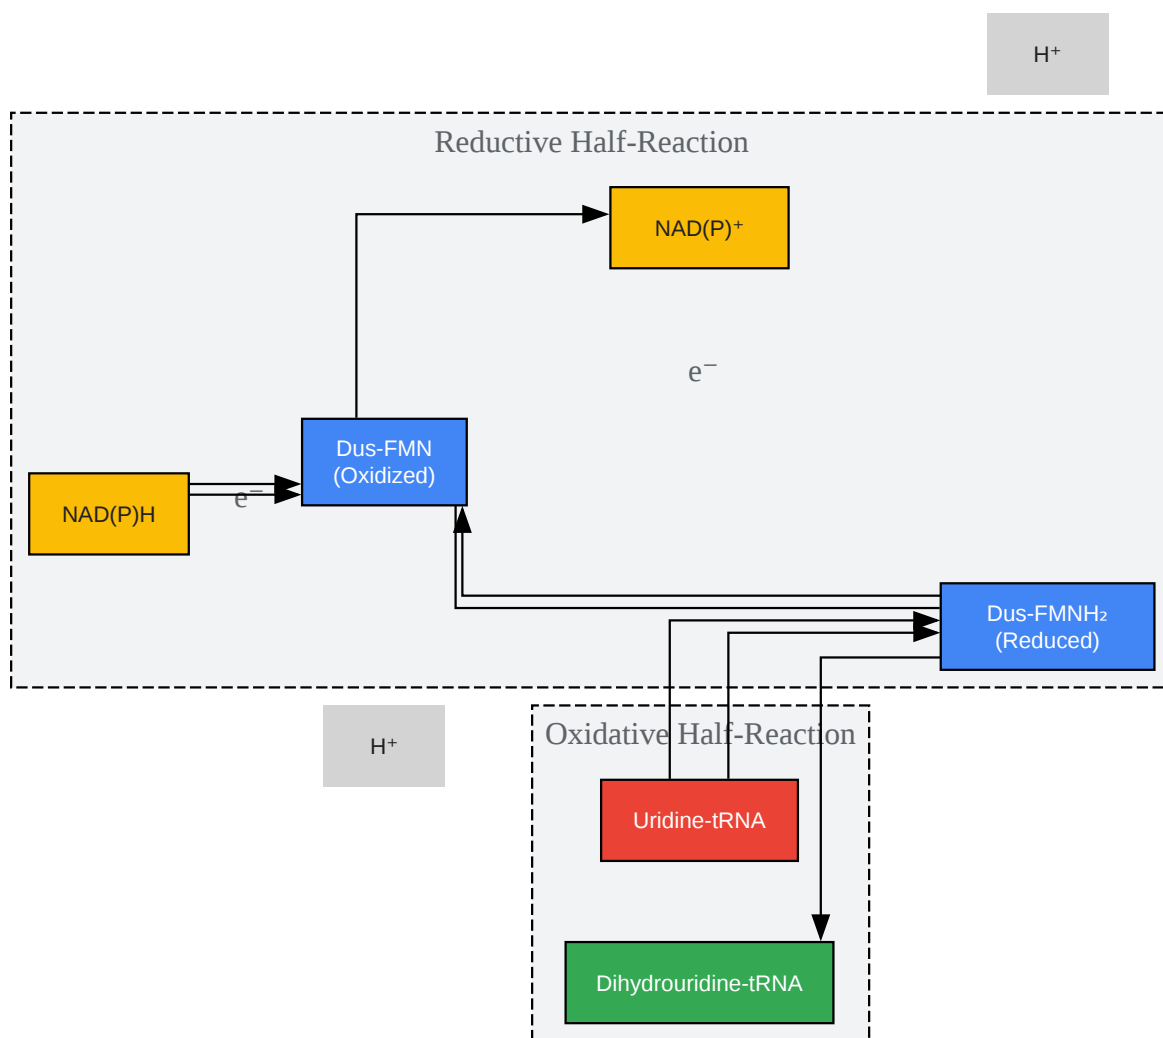 H⁺
Reductive Half-Reaction
NAD(P)⁺
e⁻
Dus-FMN
(Oxidized)
e⁻
NAD(P)H
Dus-FMNH₂
(Reduced)
H⁺
Oxidative Half-Reaction
Uridine-tRNA
Dihydrouridine-tRNA